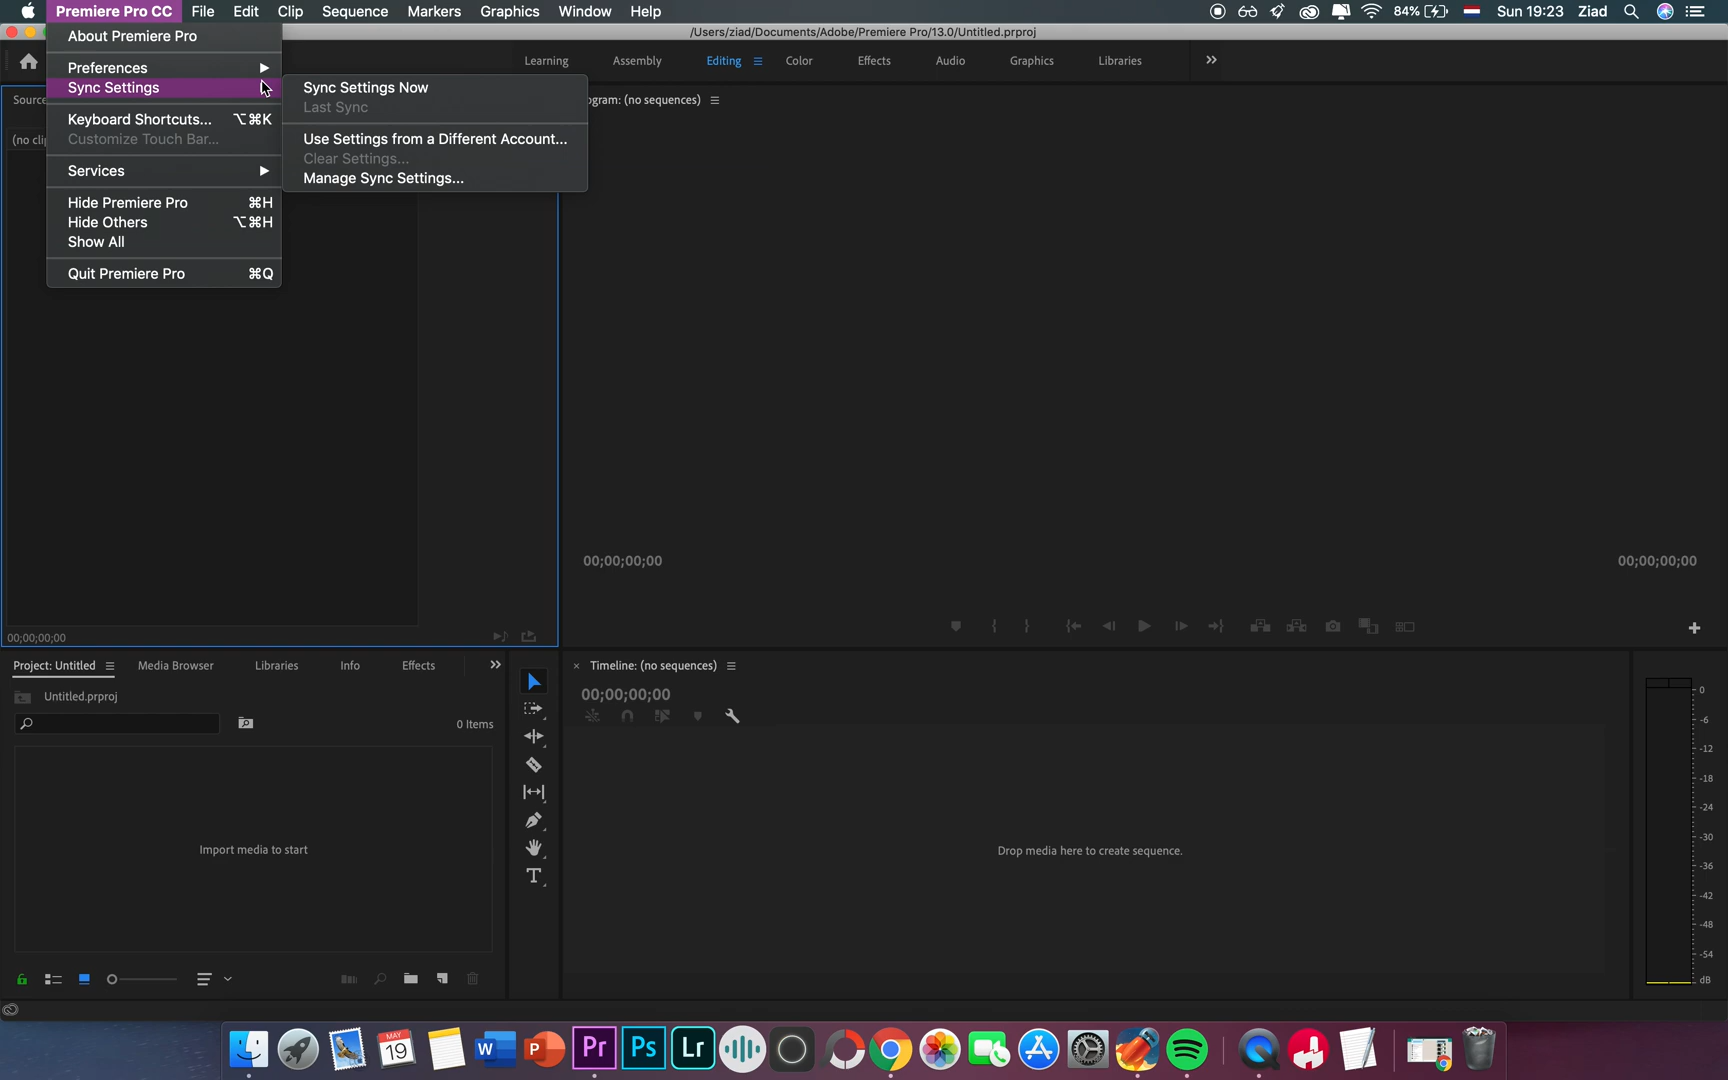 Premiere Pro CC File Edit Clip Sequence Markers Graphics Window Help 84% Sun 19:23 Ziad
/Users/ziad/Documents/Adobe/Premiere Pro/13.0/Untitled.prproj
About Premiere Pro
Preferences
Sync Settings
Keyboard Shortcuts... ⌥⌘K
Customize Touch Bar...
Services
Hide Premiere Pro ⌘H
Hide Others ⌥⌘H
Show All
Quit Premiere Pro ⌘Q
Sync Settings Now
Last Sync
Use Settings from a Different Account...
Clear Settings...
Manage Sync Settings...
Learning Assembly Editing Color Effects Audio Graphics Libraries
Source
(no cli
ogram: (no sequences)
00;00;00;00
00;00;00;00 00;00;00;00
Project: Untitled Media Browser Libraries Info Effects
Untitled.prproj
0 Items
Import media to start
Timeline: (no sequences)
00;00;00;00
Drop media here to create sequence.
0
-6
-12
-18
-24
-30
-36
-42
-48
-54
dB
MAY
19
W P Pr Ps Lr